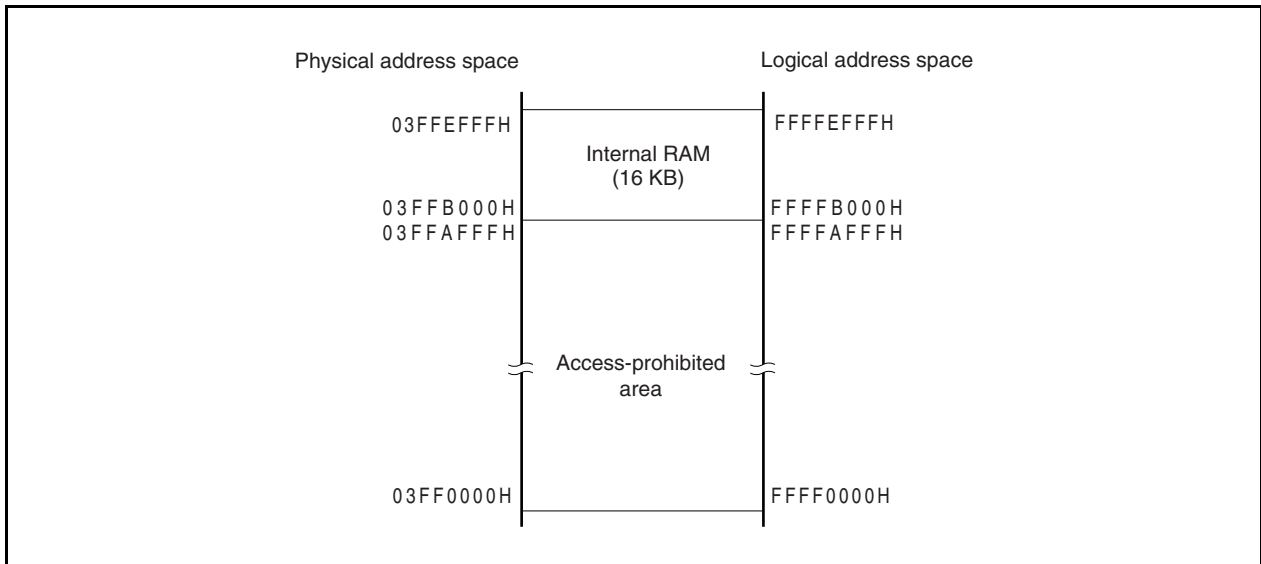 Physical address space
Logical address space
03FFEFFFH
FFFFEFFFH
Internal RAM
(16 KB)
03FFB000H
FFFFB000H
03FFAFFFH
FFFFAFFFH
Access-prohibited
area
03FF0000H
FFFF0000H